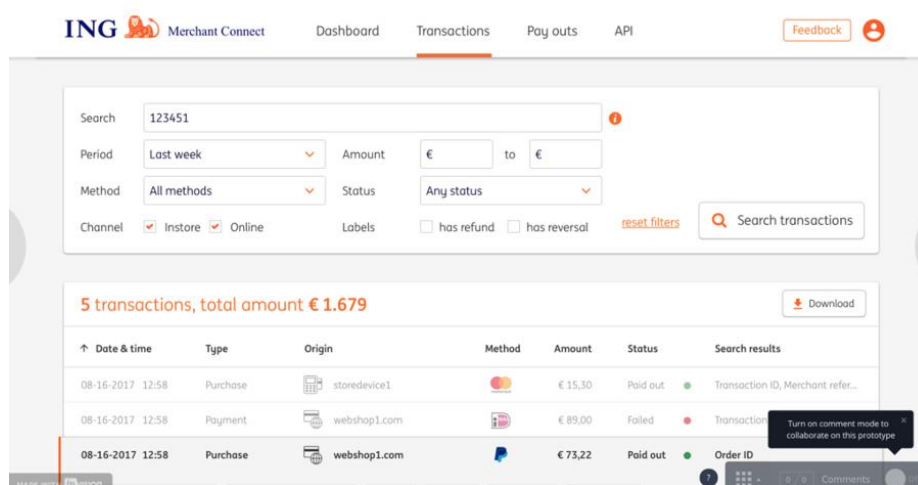 ING Merchant Connect Dashboard Transactions Pay outs API Feedback
Search 123451
Period Last week Amount € to €
Method All methods Status Any status
Channel Instore Online Labels has refund has reversal reset filters Search transactions
5 transactions, total amount € 1.679 Download
Date & time Type Origin Method Amount Status Search results
08-16-2017 12:58 Purchase storedevice1 € 15,30 Paid out Transaction ID, Merchant refer...
08-16-2017 12:58 Payment webshop1.com € 89,00 Failed Transaction
Turn on comment mode to
collaborate on this prototype
08-16-2017 12:58 Purchase webshop1.com € 73,22 Paid out Order ID
? 0 / 0 Comments